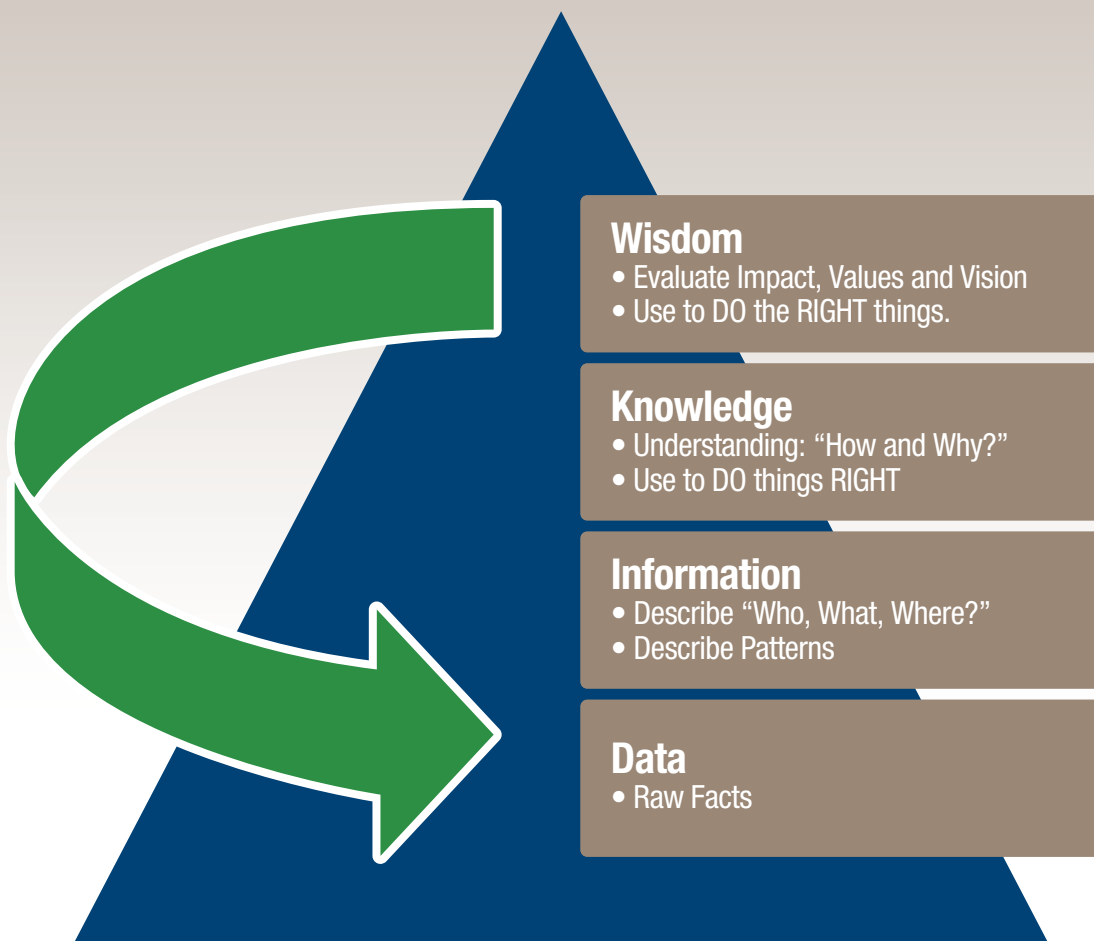 Wisdom
• Evaluate Impact, Values and Vision
• Use to DO the RIGHT things.
Knowledge
• Understanding: “How and Why?”
• Use to DO things RIGHT
Information
• Describe “Who, What, Where?”
• Describe Patterns
Data
• Raw Facts